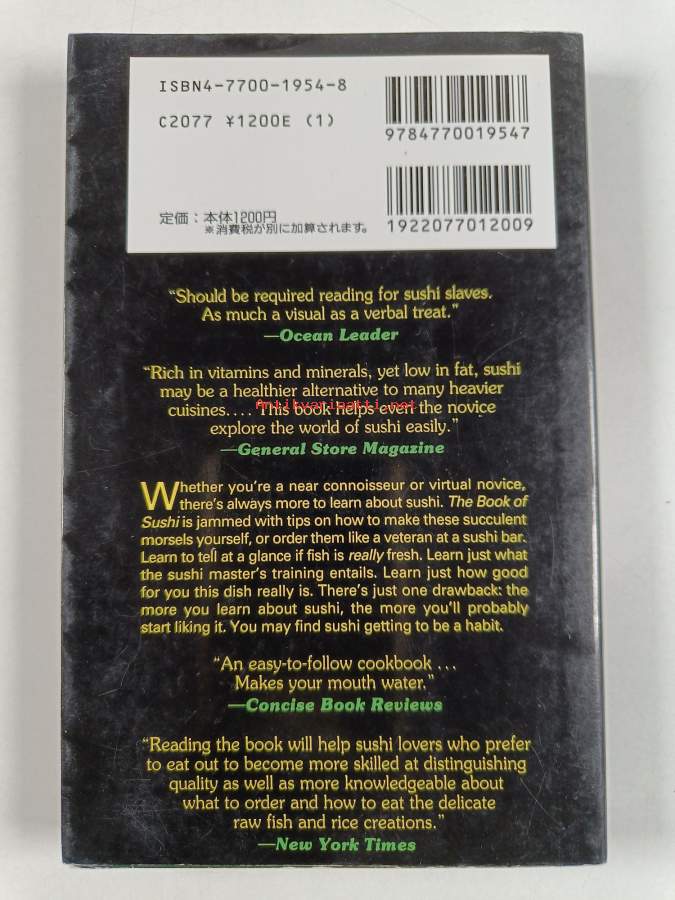 ISBN4-7700-1954-8
C2077 ¥1200E (1)
9784770019547
定価：本体1200円
※消費税が別に加算されます。
1922077012009
“Should be required reading for sushi slaves.
As much a visual as a verbal treat.”
—Ocean Leader
“Rich in vitamins and minerals, yet low in fat, sushi
may be a healthier alternative to many heavier
cuisines.... This book helps even the novice
Antikvariaatti.net
explore the world of sushi easily.”
—General Store Magazine
Whether you're a near connoisseur or virtual novice,
there's always more to learn about sushi. The Book of
Sushi is jammed with tips on how to make these succulent
morsels yourself, or order them like a veteran at a sushi bar.
Learn to tell at a glance if fish is really fresh. Learn just what
the sushi master's training entails. Learn just how good
for you this dish really is. There's just one drawback: the
more you learn about sushi, the more you'll probably
start liking it. You may find sushi getting to be a habit.
“An easy-to-follow cookbook ...
Makes your mouth water.”
—Concise Book Reviews
“Reading the book will help sushi lovers who prefer
to eat out to become more skilled at distinguishing
quality as well as more knowledgeable about
what to order and how to eat the delicate
raw fish and rice creations.”
—New York Times